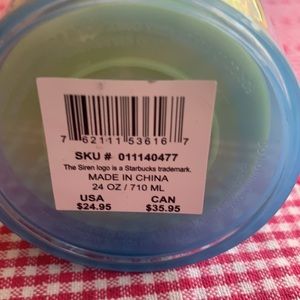 7 62111 53616 7
SKU # 011140477
The Siren logo is a Starbucks trademark.
MADE IN CHINA
24 OZ / 710 ML
USA CAN
$24.95 $35.95